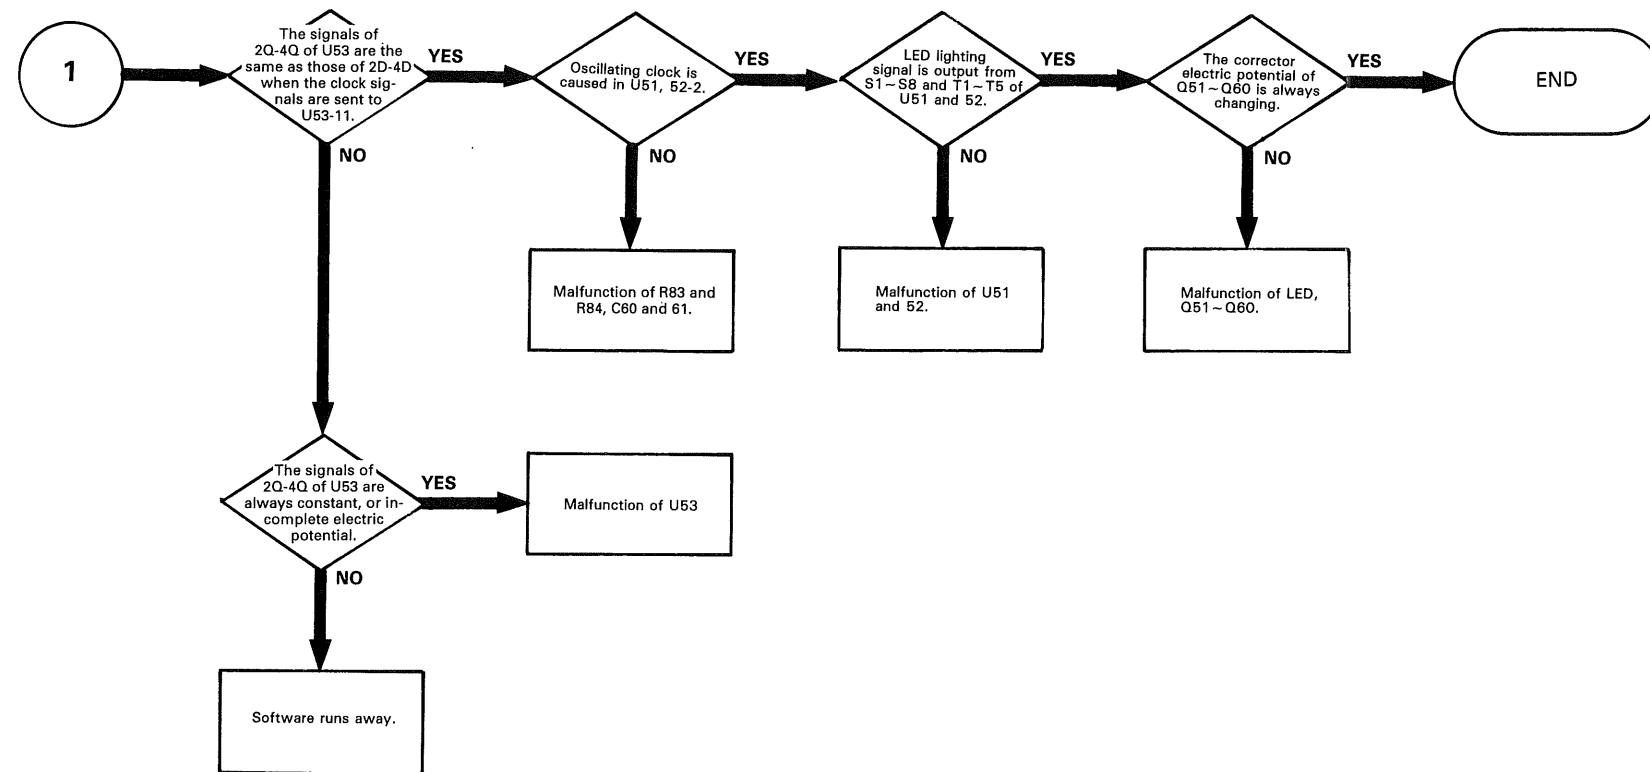 1
The signals of
2Q-4Q of U53 are the
same as those of 2D-4D
when the clock sig-
nals are sent to
U53-11.
YES
NO
Oscillating clock is
caused in U51, 52-2.
YES
NO
LED lighting
signal is output from
S1~S8 and T1~T5 of
U51 and 52.
YES
NO
The corrector
electric potential of
Q51~Q60 is always
changing.
YES
NO
END
Malfunction of R83 and
R84, C60 and 61.
Malfunction of U51
and 52.
Malfunction of LED,
Q51~Q60.
The signals of
2Q-4Q of U53 are
always constant, or in-
complete electric
potential.
YES
NO
Malfunction of U53
Software runs away.